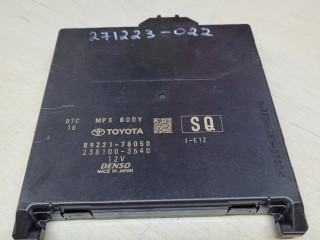 271223-022
07C MPX BODY
16
TOYOTA
SQ
89221-78050
I-E1Z
238100-3640
12V
DENSO
MADE IN JAPAN